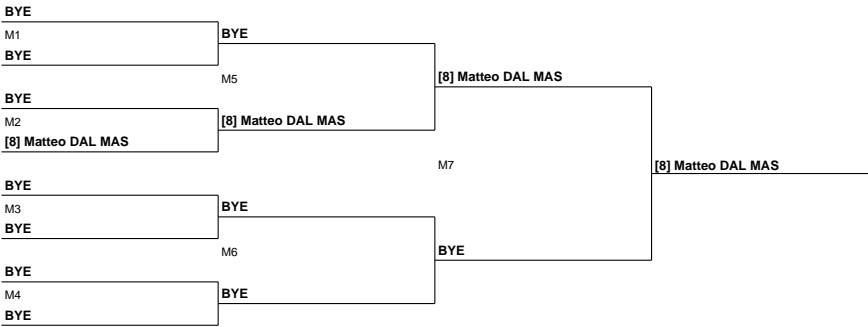 BYE
M1
BYE
BYE
M2
[8] Matteo DAL MAS
BYE
M3
BYE
BYE
M4
BYE
BYE
M5
[8] Matteo DAL MAS
BYE
M6
BYE
[8] Matteo DAL MAS
M7
BYE
[8] Matteo DAL MAS